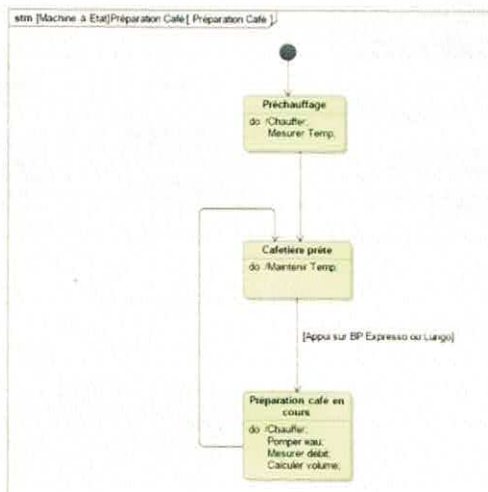 stm [Machine à Etat] Préparation Café [ Préparation Café ]
Préchauffage
do /Chauffer;
Mesurer Temp;
Cafetière prête
do /Maintenir Temp;
[Appui sur BP Expresso ou Lungo]
Préparation café en
cours
do /Chauffer;
Pomper eau;
Mesurer débit;
Calculer volume;